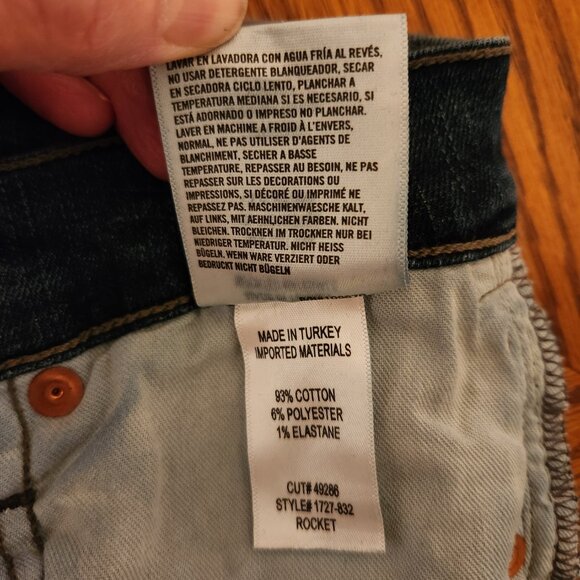 LAVAR EN LAVADORA CON AGUA FRÍA AL REVÉS,
NO USAR DETERGENTE BLANQUEADOR, SECAR
EN SECADORA CICLO LENTO, PLANCHAR A
TEMPERATURA MEDIANA SI ES NECESARIO, SI
ESTÁ ADORNADO O IMPRESO NO PLANCHAR.
LAVER EN MACHINE A FROID À L'ENVERS,
NORMAL, NE PAS UTILISER D'AGENTS DE
BLANCHIMENT, SECHER A BASSE
TEMPERATURE, REPASSER AU BESOIN, NE PAS
REPASSER SUR LES DECORATIONS OU
IMPRESSIONS, SI DÉCORÉ OU IMPRIMÉ NE
REPASSEZ PAS. MASCHINENWAESCHE KALT,
AUF LINKS, MIT AEHNLICHEN FARBEN. NICHT
BLEICHEN. TROCKNEN IM TROCKNER NUR BEI
NIEDRIGER TEMPERATUR. NICHT HEISS
BÜGELN. WENN WARE VERZIERT ODER
BEDRUCKT NICHT BÜGELN
MADE IN TURKEY
IMPORTED MATERIALS
93% COTTON
6% POLYESTER
1% ELASTANE
CUT# 49286
STYLE# 1727-832
ROCKET